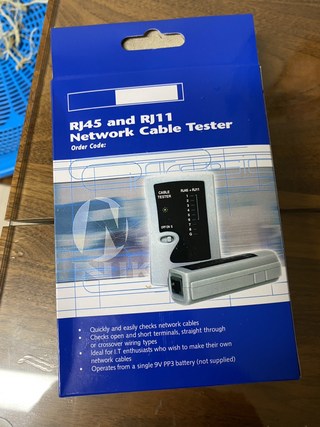 RJ45 and RJ11
Network Cable Tester
Order Code:
CABLE
TESTER
RJ45 + RJ11
• Quickly and easily checks network cables
• Checks open and short terminals, straight through
or crossover wiring types
• Ideal for I.T enthusiasts who wish to make their own
network cables
• Operates from a single 9V PP3 battery (not supplied)